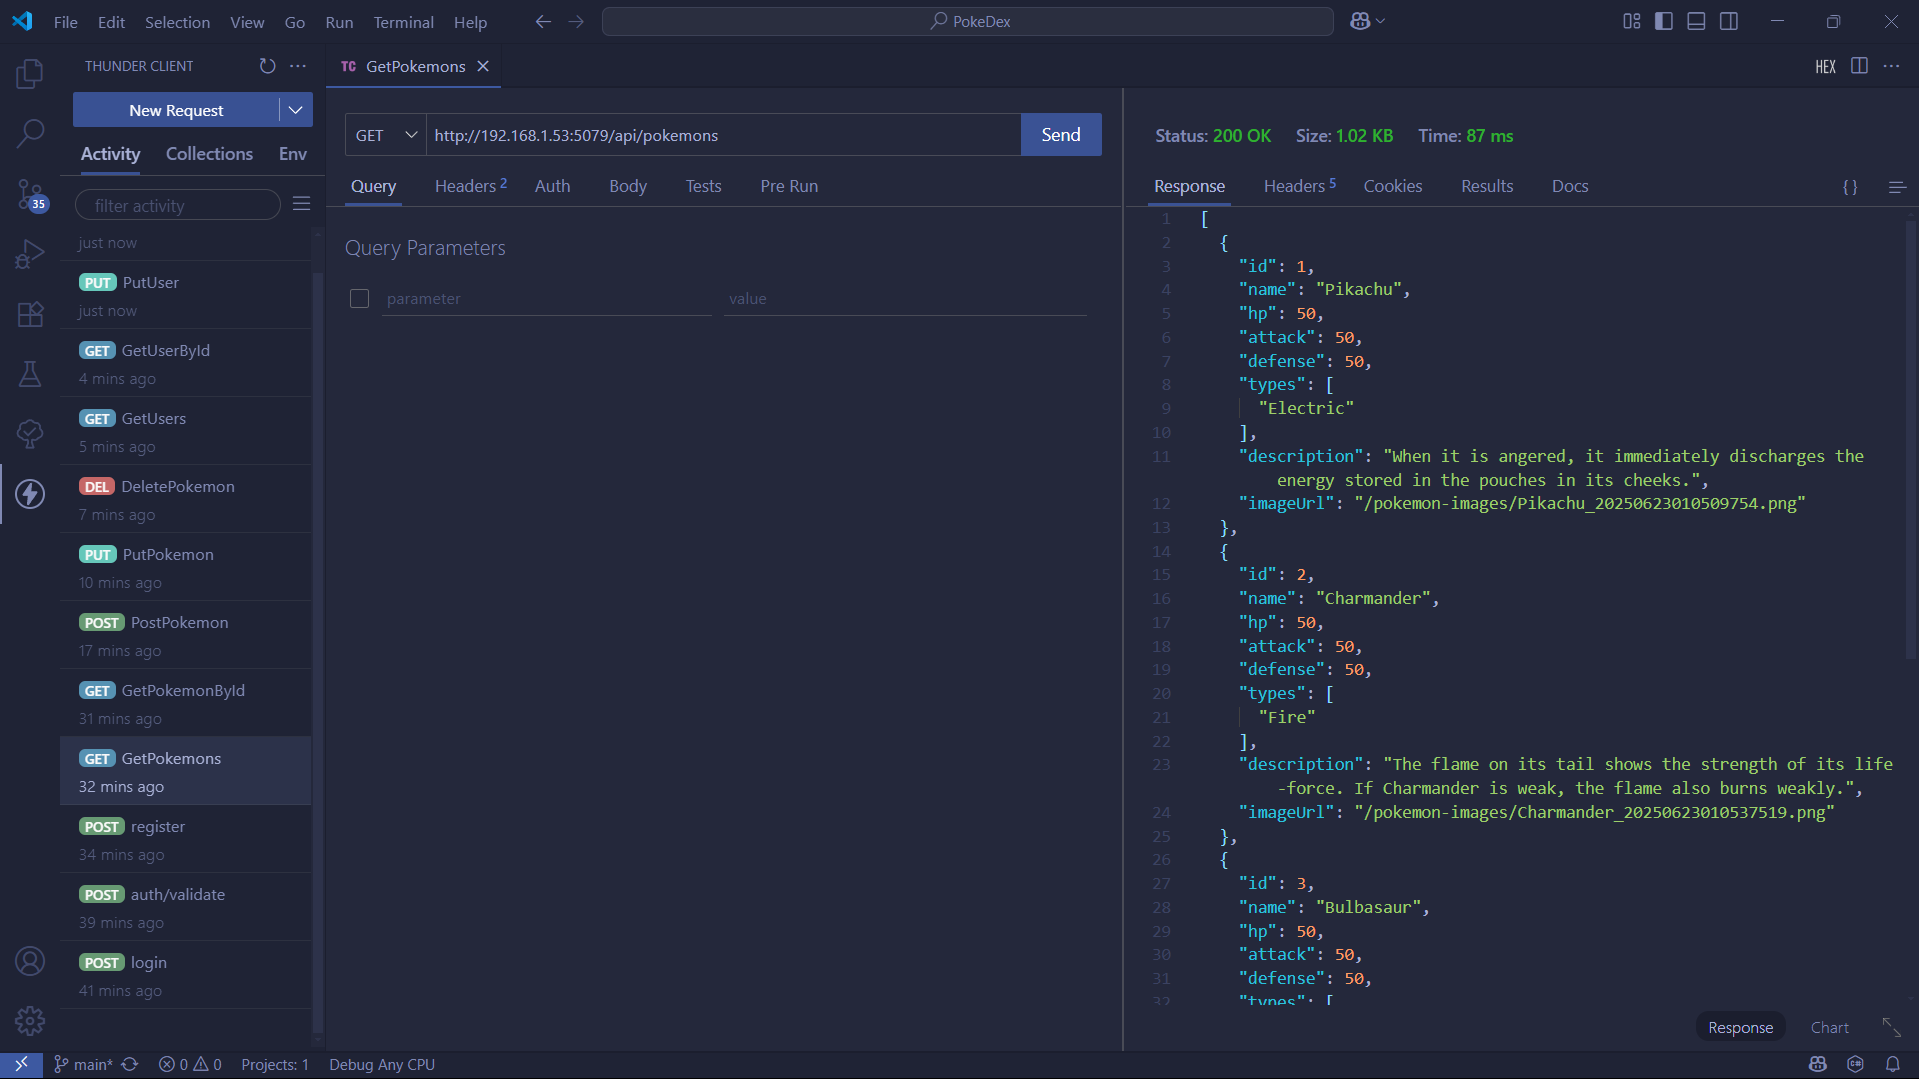 File Edit Selection View Go Run Terminal Help
PokeDex
THUNDER CLIENT
New Request
Activity Collections Env
filter activity
just now
PUT PutUser
just now
GET GetUserById
4 mins ago
GET GetUsers
5 mins ago
DEL DeletePokemon
7 mins ago
PUT PutPokemon
10 mins ago
POST PostPokemon
17 mins ago
GET GetPokemonById
31 mins ago
GET GetPokemons
32 mins ago
POST register
34 mins ago
POST auth/validate
39 mins ago
POST login
41 mins ago
35
TC GetPokemons
HEX
GET http://192.168.1.53:5079/api/pokemons Send
Query Headers 2 Auth Body Tests Pre Run
Query Parameters
parameter value
Status: 200 OK Size: 1.02 KB Time: 87 ms
Response Headers 5 Cookies Results Docs { }
1 [
2 {
3 "id": 1,
4 "name": "Pikachu",
5 "hp": 50,
6 "attack": 50,
7 "defense": 50,
8 "types": [
9 "Electric"
10 ],
11 "description": "When it is angered, it immediately discharges the
energy stored in the pouches in its cheeks.",
12 "imageUrl": "/pokemon-images/Pikachu_20250623010509754.png"
13 },
14 {
15 "id": 2,
16 "name": "Charmander",
17 "hp": 50,
18 "attack": 50,
19 "defense": 50,
20 "types": [
21 "Fire"
22 ],
23 "description": "The flame on its tail shows the strength of its life
-force. If Charmander is weak, the flame also burns weakly.",
24 "imageUrl": "/pokemon-images/Charmander_20250623010537519.png"
25 },
26 {
27 "id": 3,
28 "name": "Bulbasaur",
29 "hp": 50,
30 "attack": 50,
31 "defense": 50,
32 "types": [
Response Chart
main* 0 0 Projects: 1 Debug Any CPU